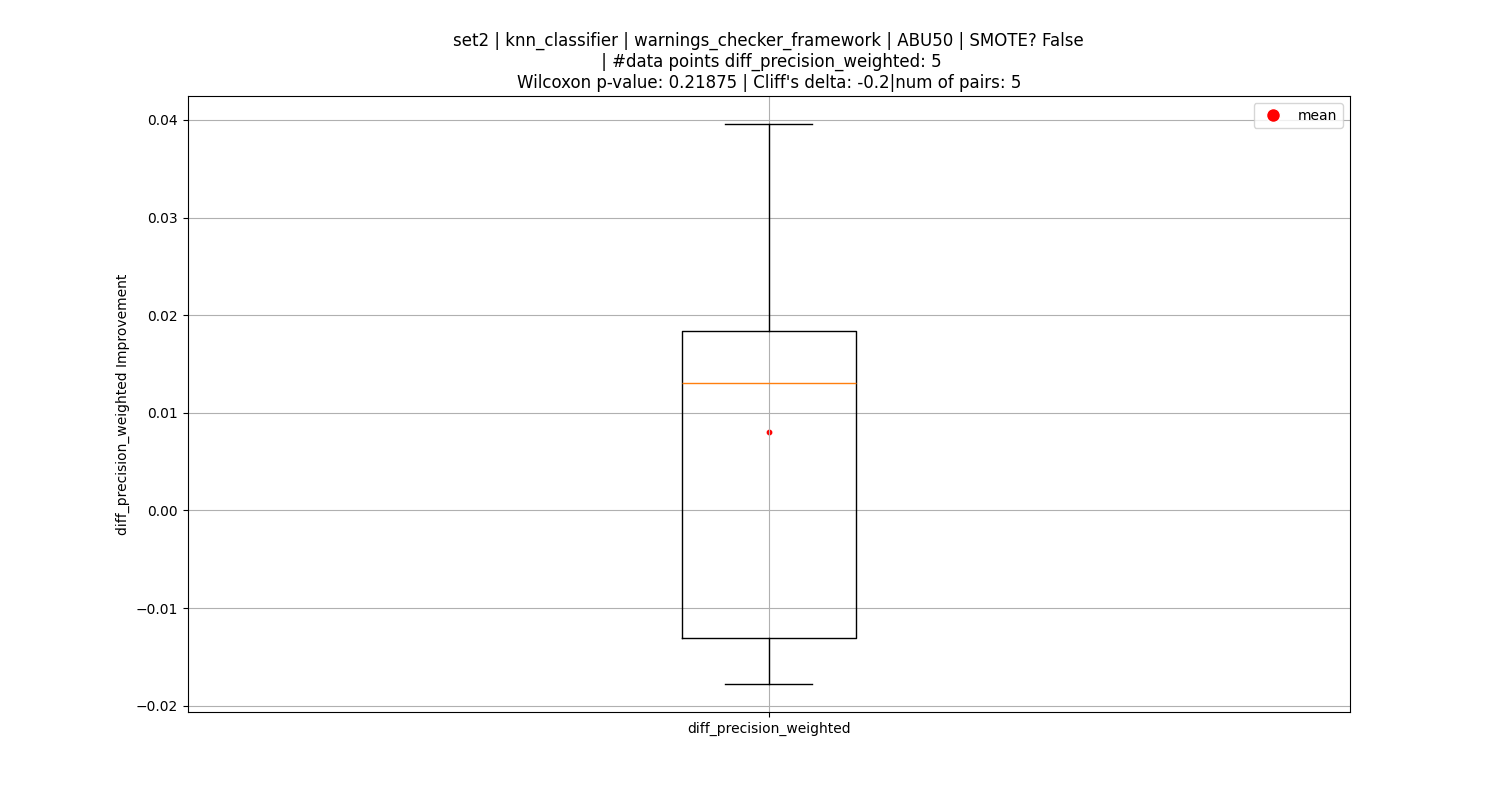 set2 | knn_classifier | warnings_checker_framework | ABU50 | SMOTE? False
| #data points diff_precision_weighted: 5
Wilcoxon p-value: 0.21875 | Cliff's delta: -0.2|num of pairs: 5
mean
0.04
0.03
0.02
0.01
0.00
−0.01
−0.02
diff_precision_weighted Improvement
diff_precision_weighted